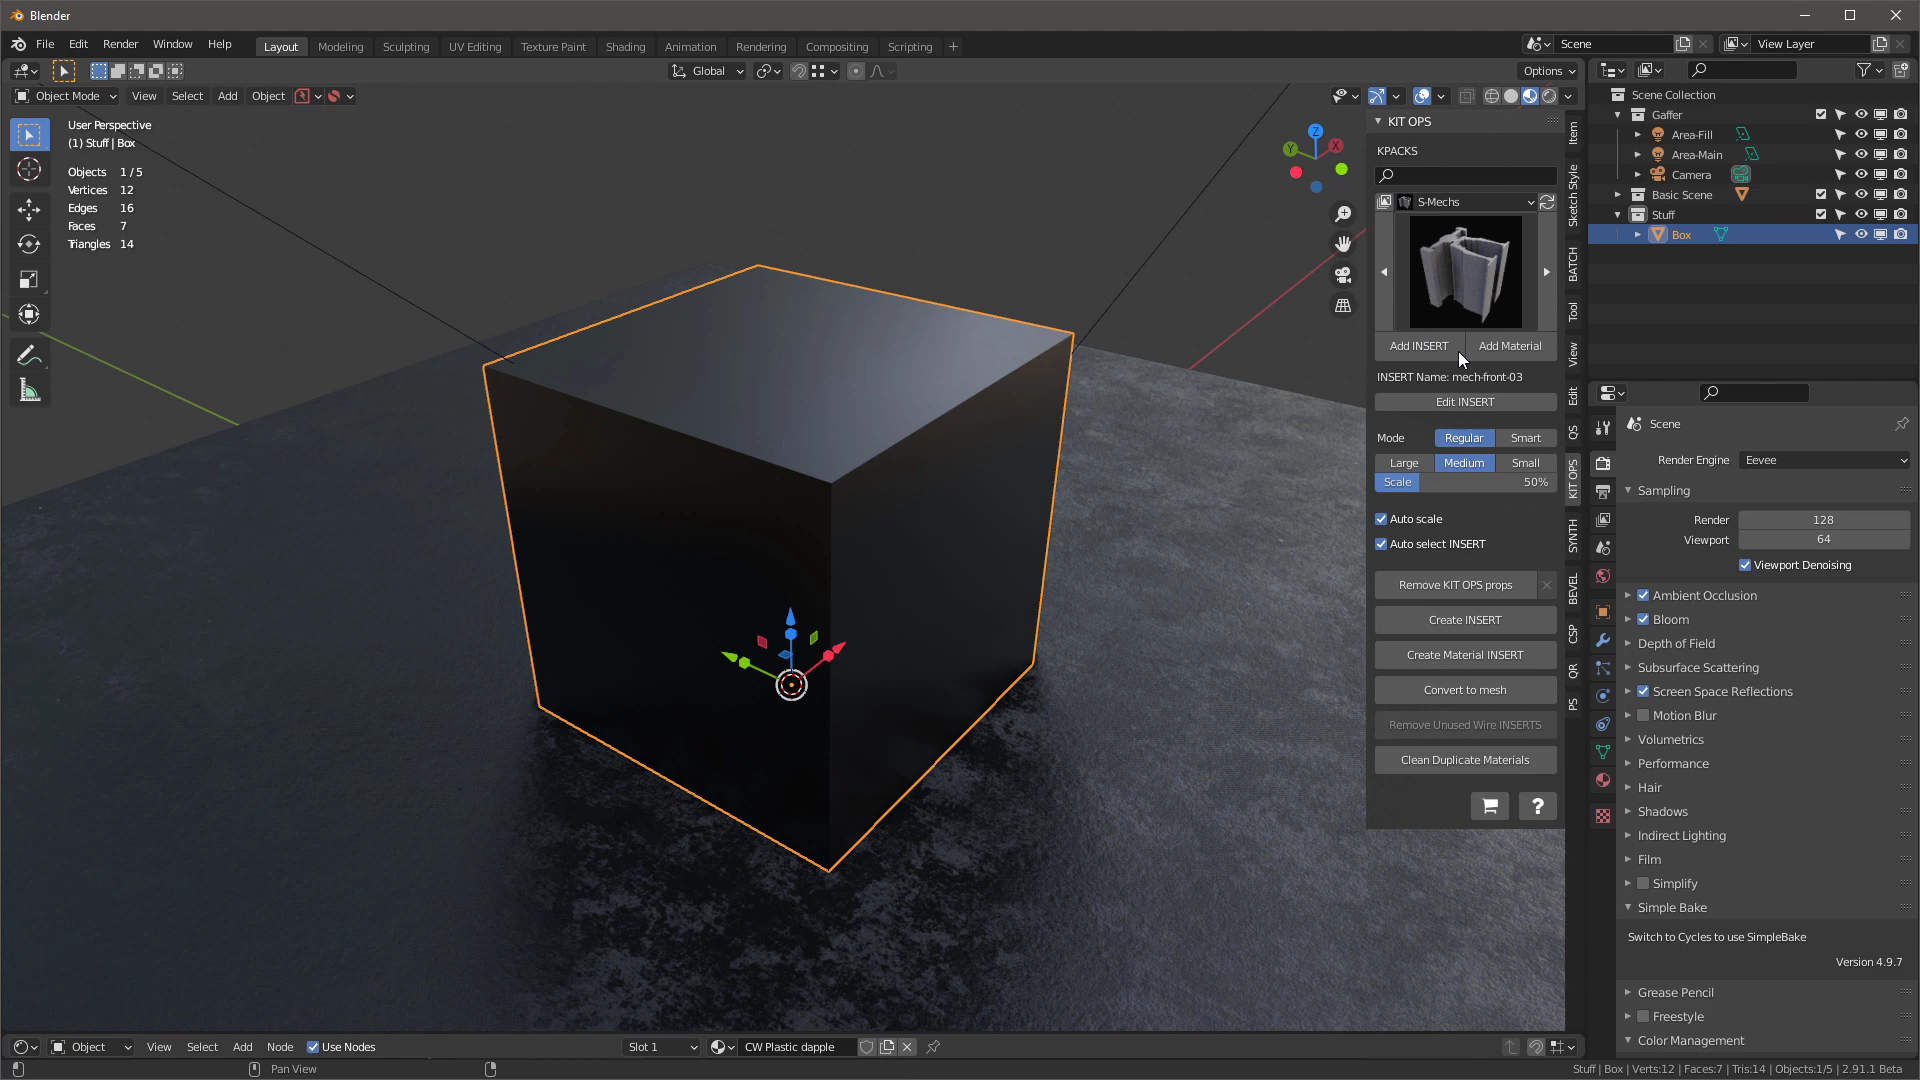 Blender
File Edit Render Window Help Layout Modeling Sculpting UV Editing Texture Paint Shading Animation Rendering Compositing Scripting + Scene View Layer
Global Options
Object Mode View Select Add Object
User Perspective
(1) Stuff | Box
Objects 1/5
Vertices 12
Edges 16
Faces 7
Triangles 14
Z
Y
X
KIT OPS
KPACKS
S-Mechs
Add INSERT Add Material
INSERT Name: mech-front-03
Edit INSERT
Mode Regular Smart
Large Medium Small
Scale 50%
Auto scale
Auto select INSERT
Remove KIT OPS props
Create INSERT
Create Material INSERT
Convert to mesh
Remove Unused Wire INSERTS
Clean Duplicate Materials
?
Item
Sketch Style
BATCH
Tool
View
Edit
QS
KIT OPS
SYNTH
BEVEL
CSP
QR
PS
Scene Collection
Gaffer
Area-Fill
Area-Main
Camera
Basic Scene
Stuff
Box
Scene
Render Engine Eevee
Sampling
Render 128
Viewport 64
Viewport Denoising
Ambient Occlusion
Bloom
Depth of Field
Subsurface Scattering
Screen Space Reflections
Motion Blur
Volumetrics
Performance
Hair
Shadows
Indirect Lighting
Film
Simplify
Simple Bake
Switch to Cycles to use SimpleBake
Version 4.9.7
Grease Pencil
Freestyle
Color Management
Object View Select Add Node Use Nodes Slot 1 CW Plastic dapple
Pan View
Stuff | Box | Verts:12 | Faces:7 | Tris:14 | Objects:1/5 | 2.91.1 Beta